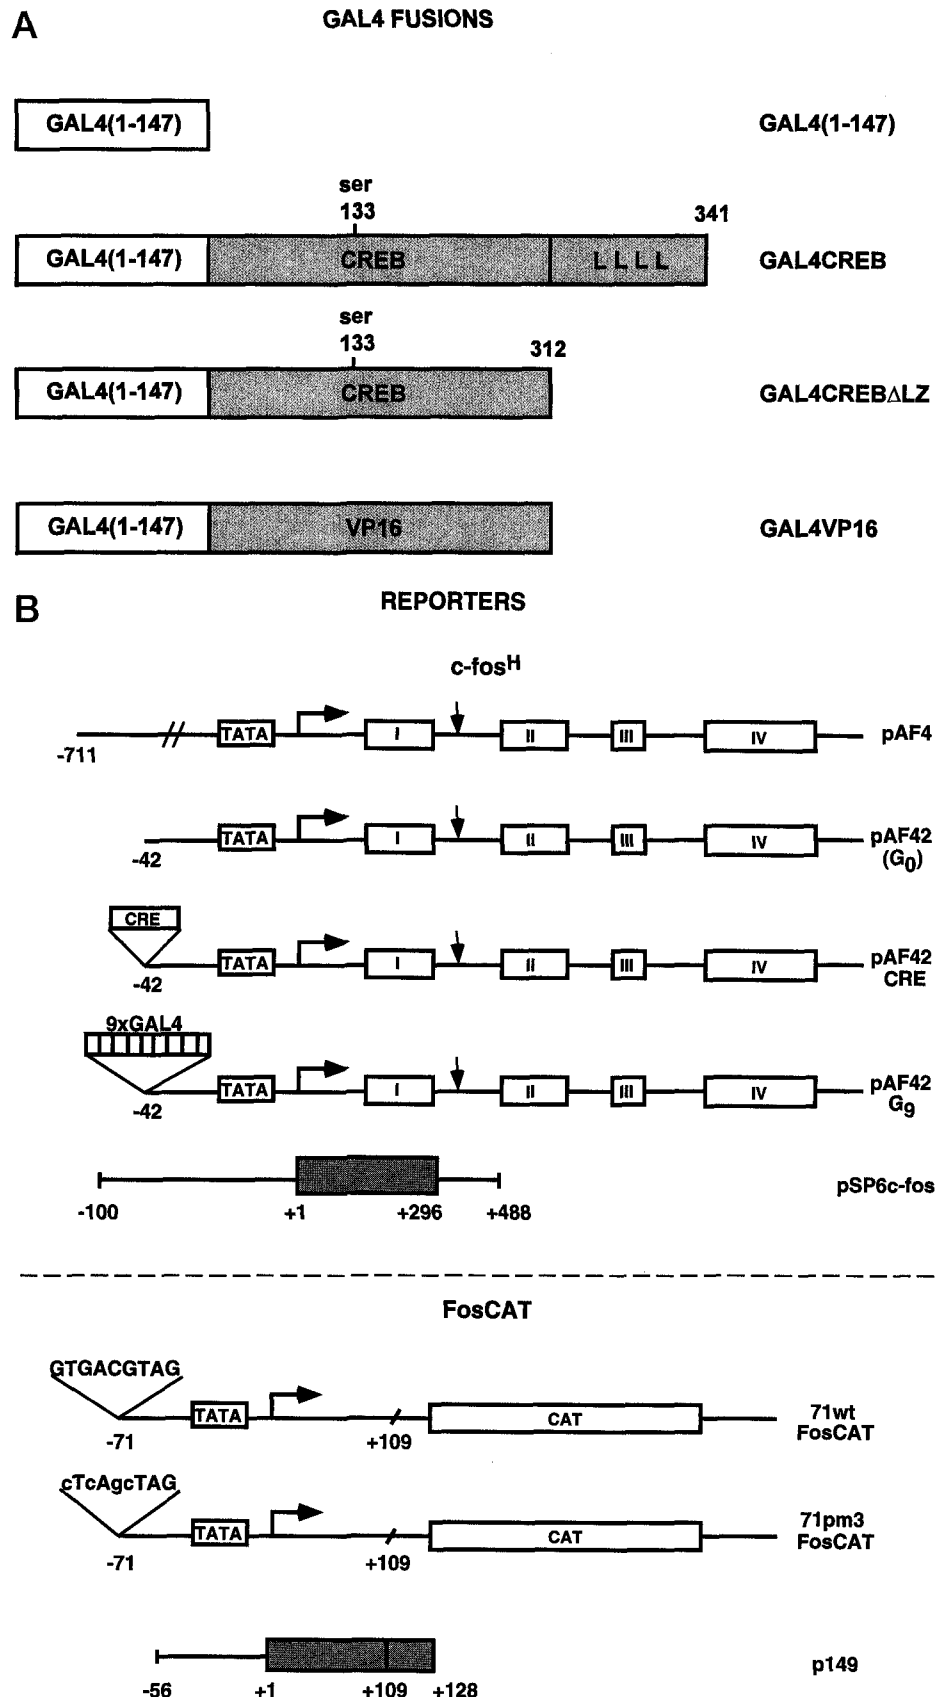 A
GAL4 FUSIONS
GAL4(1-147)
GAL4(1-147)
ser
133
341
GAL4(1-147)
CREB
L L L L
GAL4CREB
ser
133
312
GAL4(1-147)
CREB
GAL4CREBΔLZ
GAL4(1-147)
VP16
GAL4VP16
B
REPORTERS
c-fosH
-711
TATA
I
II
III
IV
pAF4
-42
TATA
I
II
III
IV
pAF42
(G0)
CRE
-42
TATA
I
II
III
IV
pAF42
CRE
9xGAL4
-42
TATA
I
II
III
IV
pAF42
G9
-100
+1
+296
+488
pSP6c-fos
FosCAT
GTGACGTAG
-71
TATA
+109
CAT
71wt
FosCAT
cTcAgcTAG
-71
TATA
+109
CAT
71pm3
FosCAT
-56
+1
+109
+128
p149